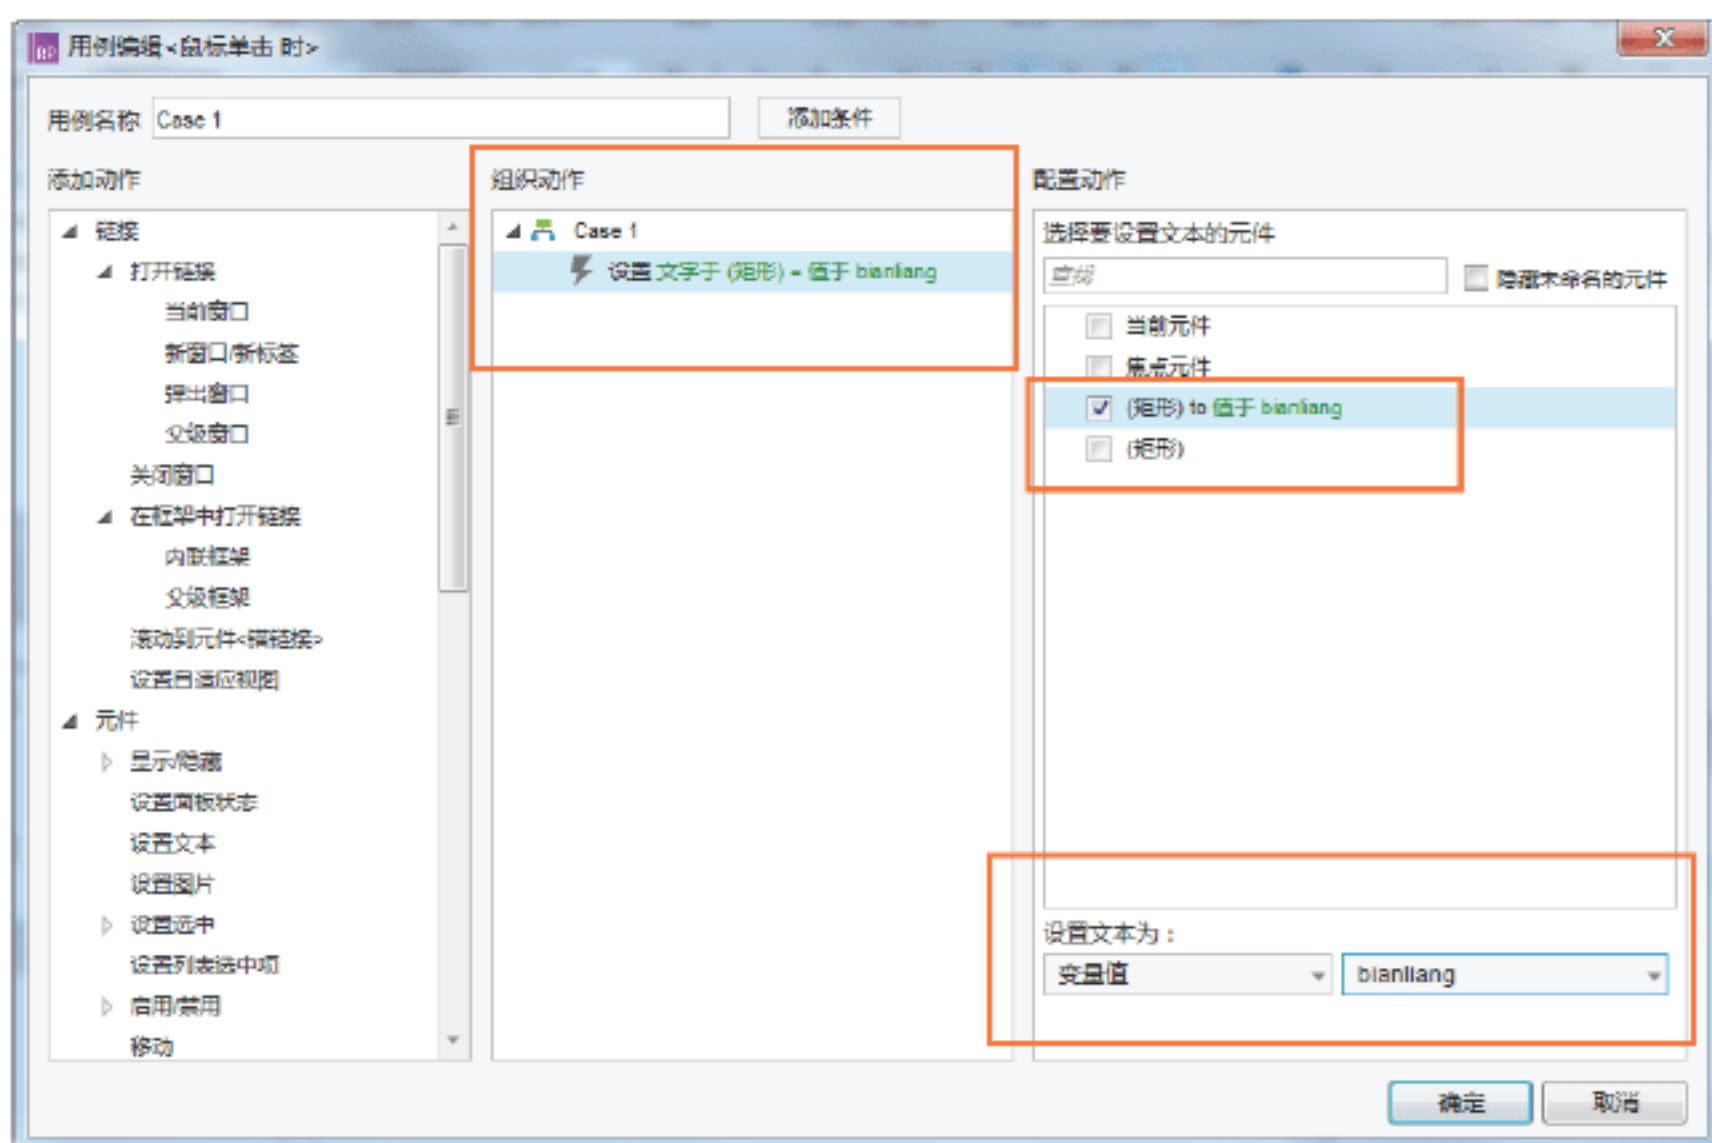 用例编辑<鼠标单击 时>
用例名称 Case 1 添加条件
添加动作
链接
打开链接
当前窗口
新窗口/新标签
弹出窗口
父级窗口
关闭窗口
在框架中打开链接
内联框架
父级框架
滚动到元件<锚链接>
设置自适应视图
元件
显示/隐藏
设置面板状态
设置文本
设置图片
设置选中
设置列表选中项
启用/禁用
移动
组织动作
Case 1
设置 文字于 (矩形) = 值于 bianliang
配置动作
选择要设置文本的元件
查找 隐藏未命名的元件
当前元件
焦点元件
(矩形) to 值于 bianliang
(矩形)
设置文本为：
变量值 bianliang
确定 取消